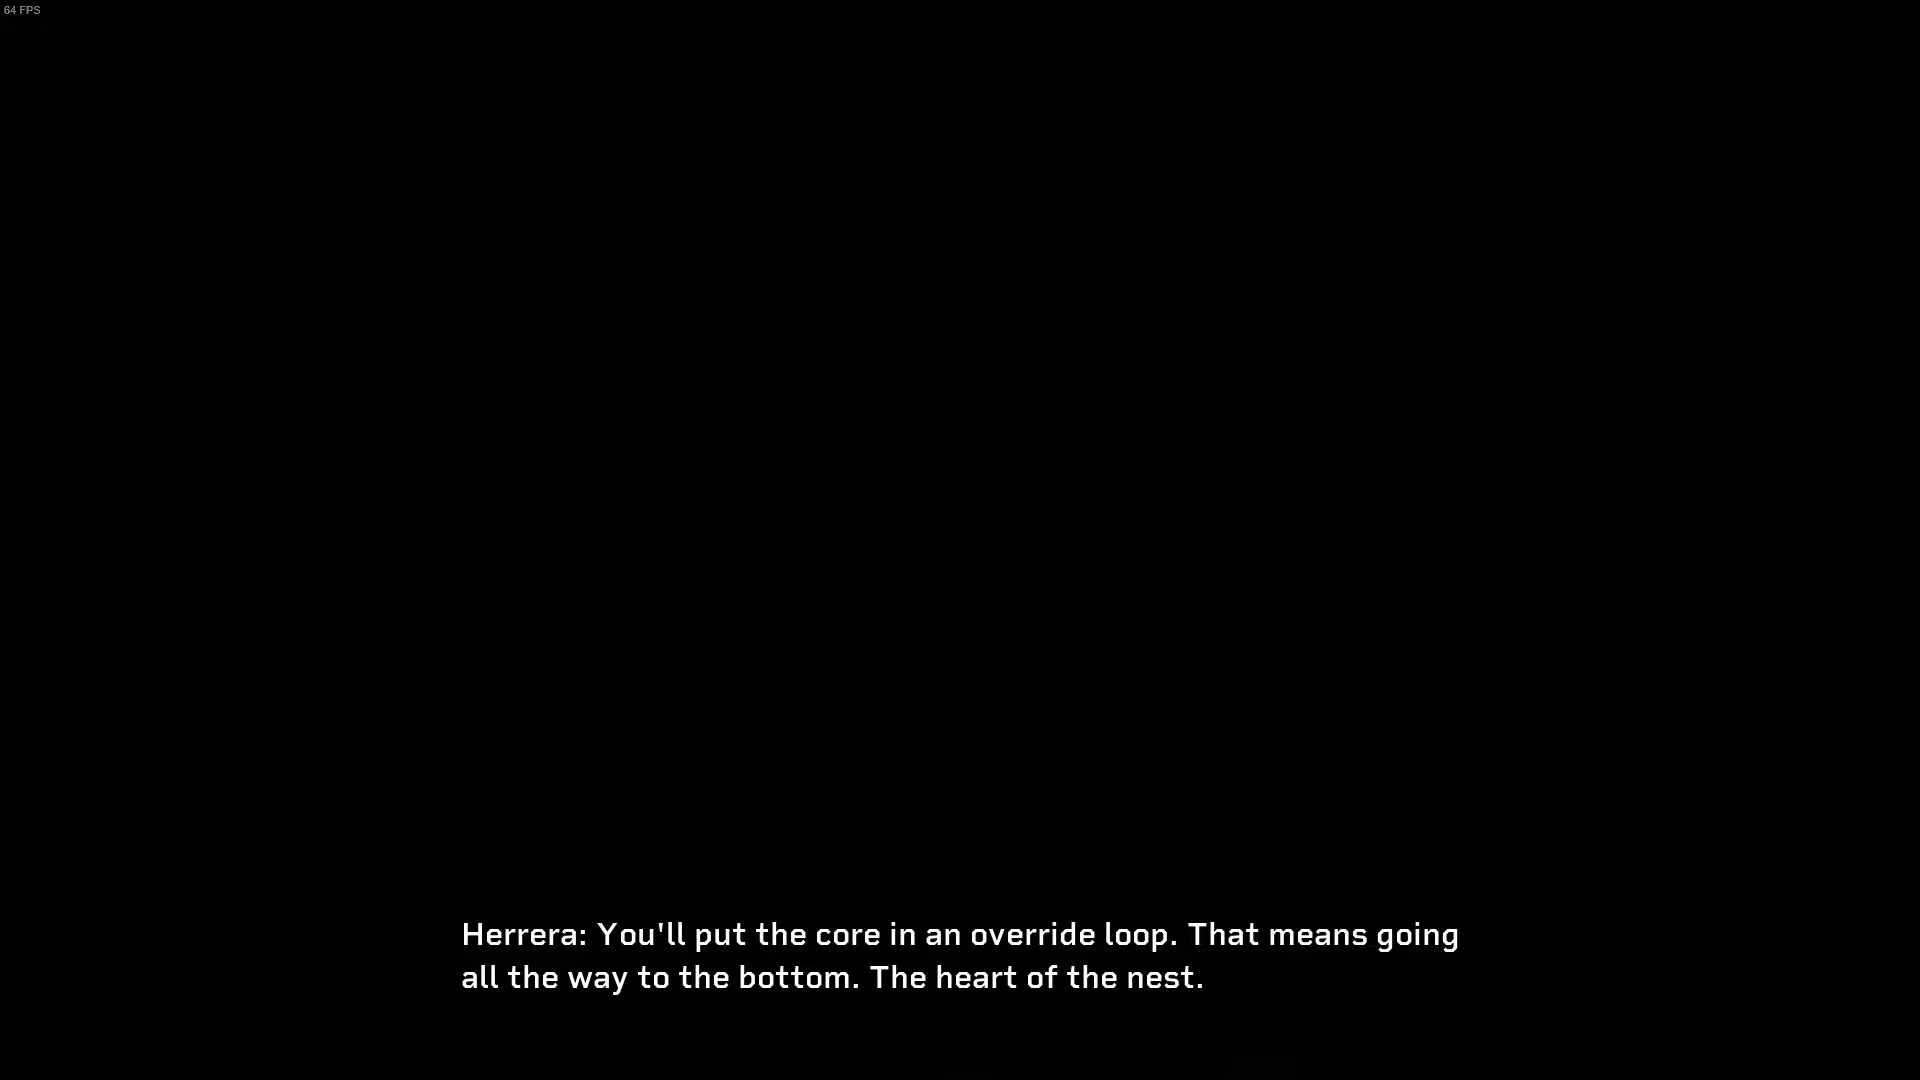 64 FPS
Herrera: You'll put the core in an override loop. That means going
all the way to the bottom. The heart of the nest.